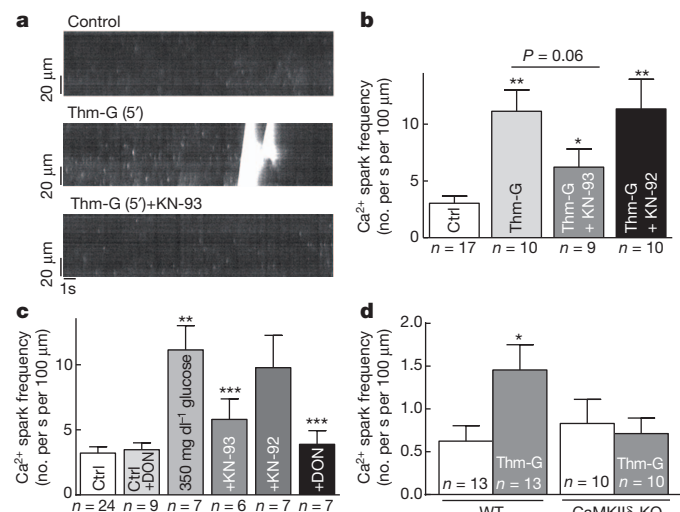 a
Control
20 μm
Thm-G (5′)
20 μm
Thm-G (5′)+KN-93
20 μm
1s
b
Ca2+ spark frequency
(no. per s per 100 μm)
10
5
0
P = 0.06
**
*
**
Ctrl
Thm-G
Thm-G
+ KN-93
Thm-G
+ KN-92
n = 17
n = 10
n = 9
n = 10
c
Ca2+ spark frequency
(no. per s per 100 μm)
10
5
0
**
***
***
Ctrl
Ctrl
+DON
350 mg dl–1 glucose
+KN-93
+KN-92
+DON
n = 24
n = 9
n = 7
n = 6
n = 7
n = 7
d
Ca2+ spark frequency
(no. per s per 100 μm)
2.0
1.5
1.0
0.5
0.0
*
Thm-G
Thm-G
n = 13
n = 13
n = 10
n = 10
WT
CaMKIIδ-KO